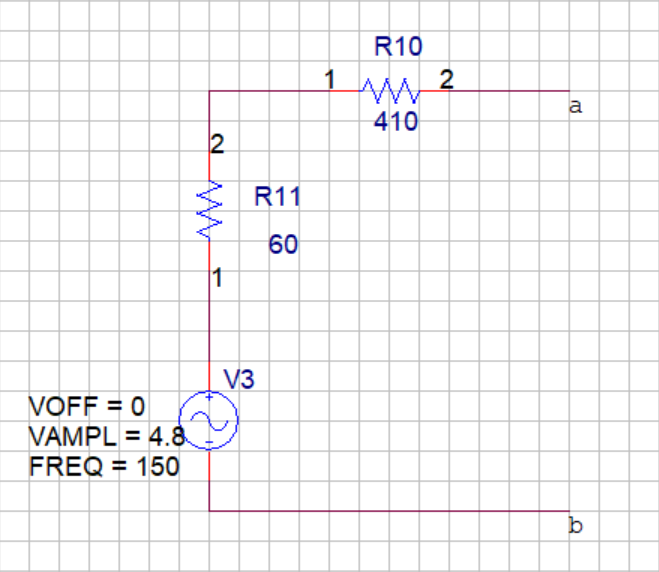 R10
1
2
410
a
2
R11
60
1
V3
VOFF = 0
VAMPL = 4.8
FREQ = 150
b